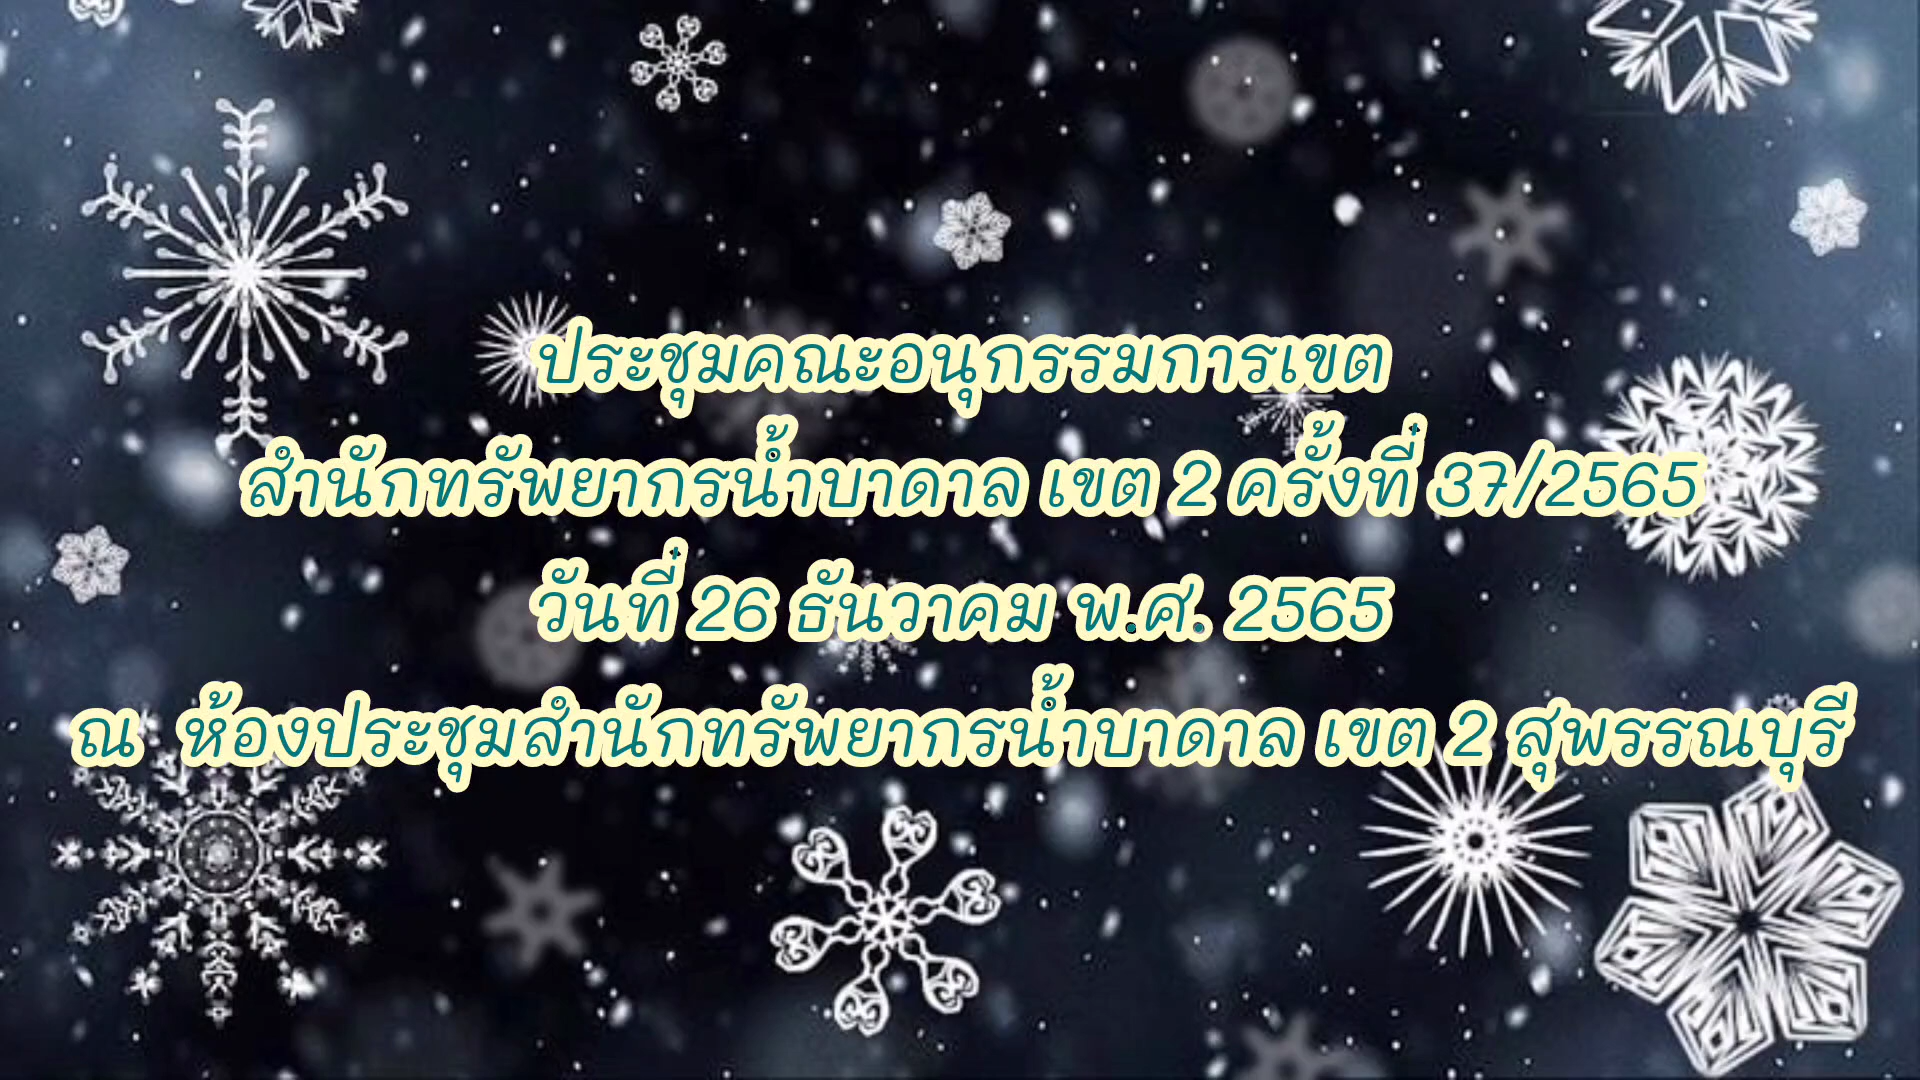 ประชุมคณะอนุกรรมการเขต
สำนักทรัพยากรน้ำบาดาล เขต 2 ครั้งที่ 37/2565
วันที่ 26 ธันวาคม พ.ศ. 2565
ณ ห้องประชุมสำนักทรัพยากรน้ำบาดาล เขต 2 สุพรรณบุรี